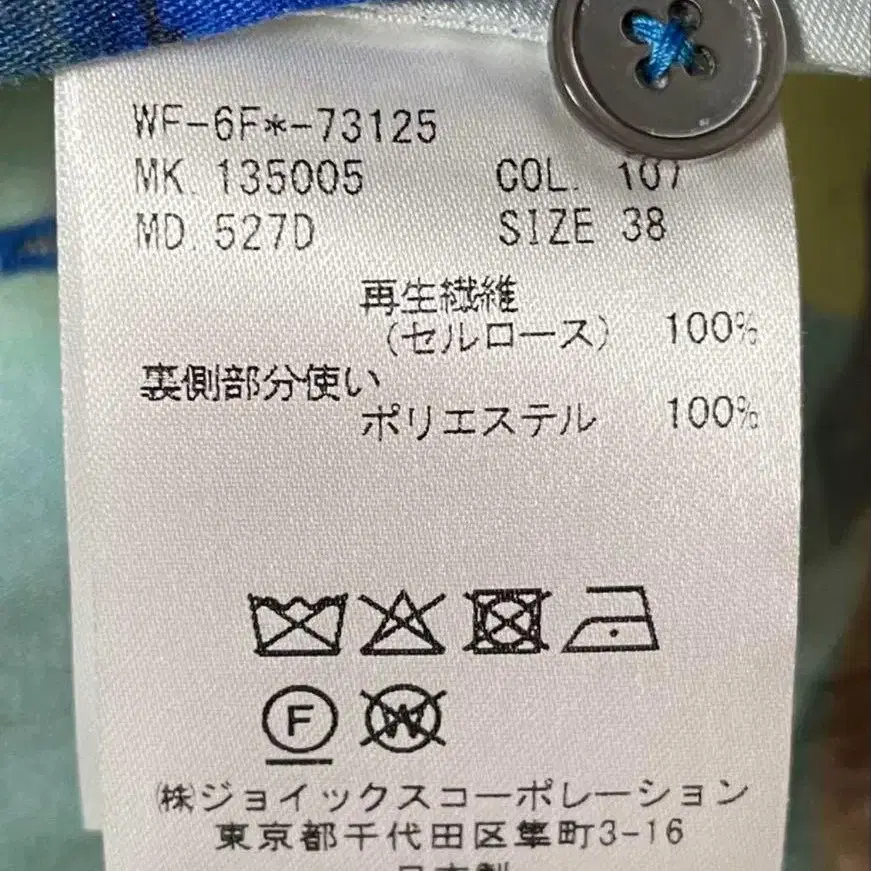 WF-6F*-73125
MK. 135005 COL. 107
MD. 527D SIZE 38
再生繊維
(セルロース) 100%
裏側部分使い
ポリエステル 100%
F W
(株)ジョイックスコーポレーション
東京都千代田区隼町3-16
日本製